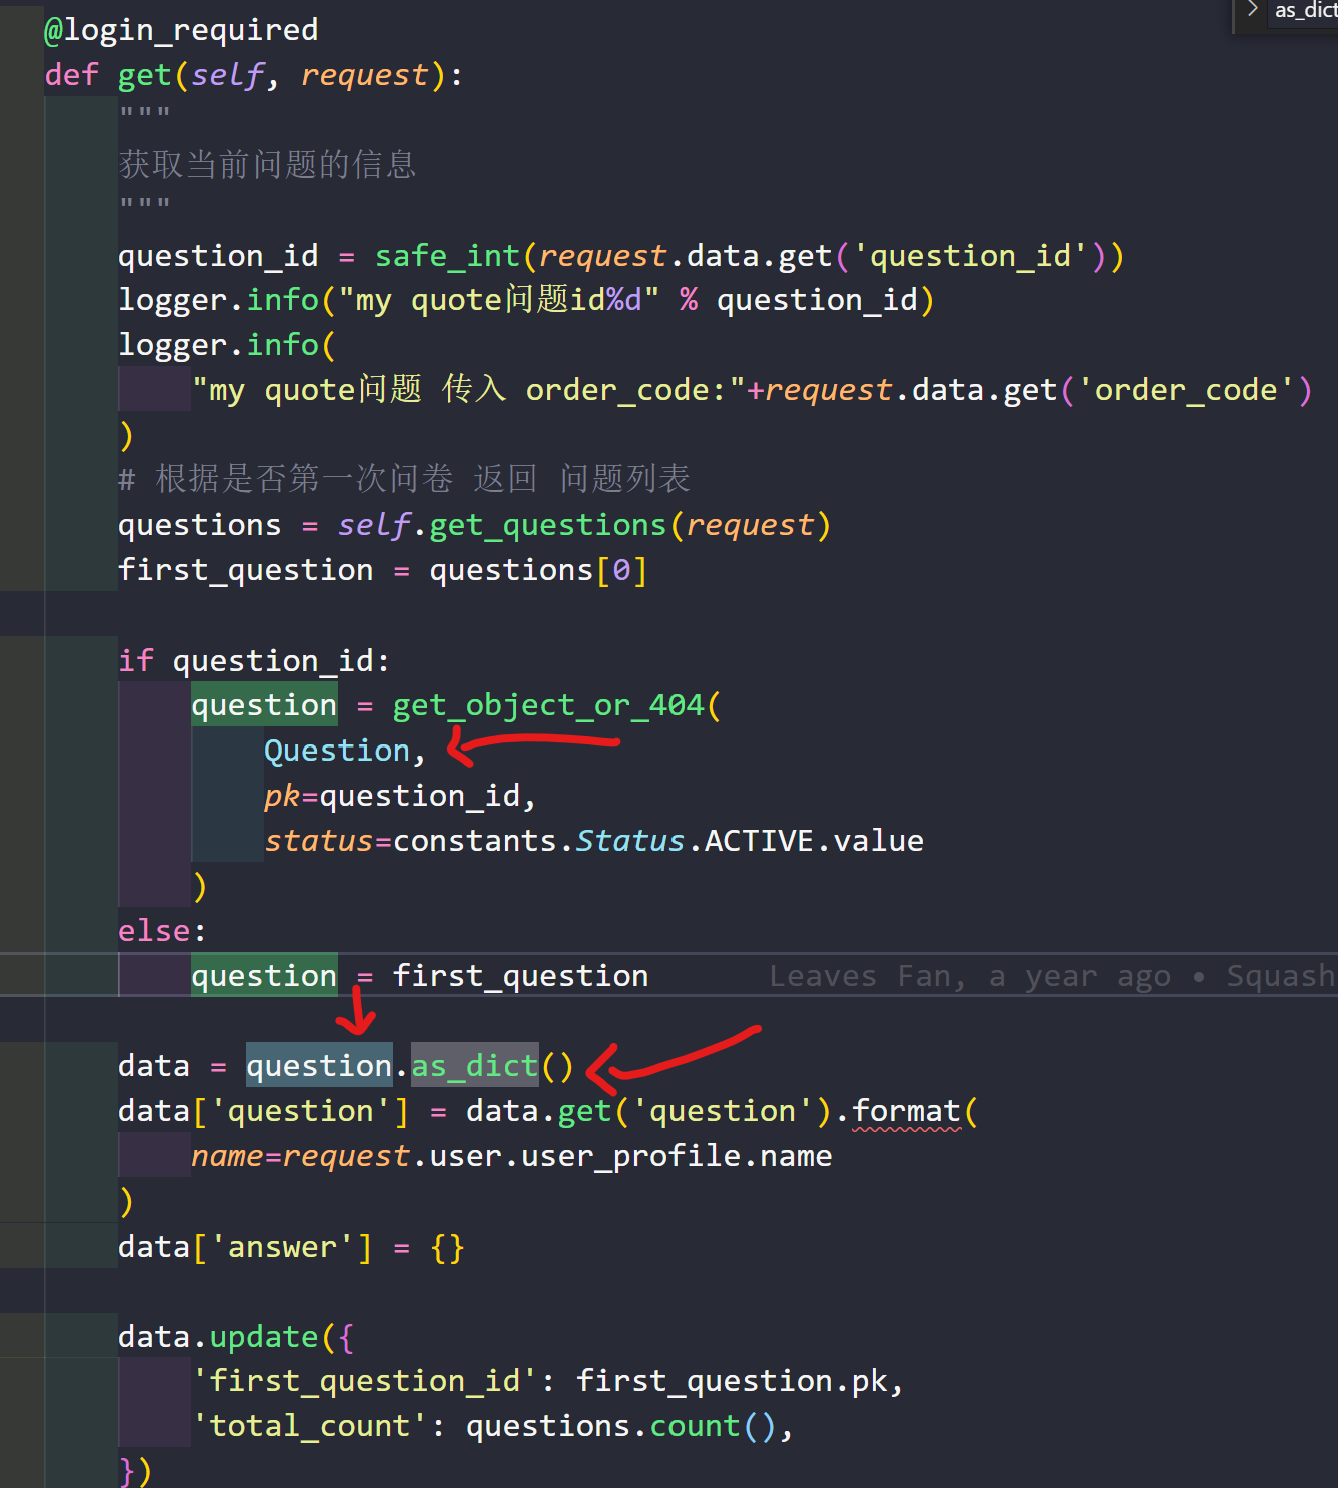 as_dict
@login_required
def get(self, request):
"""
获取当前问题的信息
"""
question_id = safe_int(request.data.get('question_id'))
logger.info("my quote问题id%d" % question_id)
logger.info(
"my quote问题 传入 order_code:"+request.data.get('order_code')
)
# 根据是否第一次问卷 返回 问题列表
questions = self.get_questions(request)
first_question = questions[0]
if question_id:
question = get_object_or_404(
Question,
pk=question_id,
status=constants.Status.ACTIVE.value
)
else:
question = first_question Leaves Fan, a year ago • Squash
data = question.as_dict()
data['question'] = data.get('question').format(
name=request.user.user_profile.name
)
data['answer'] = {}
data.update({
'first_question_id': first_question.pk,
'total_count': questions.count(),
})